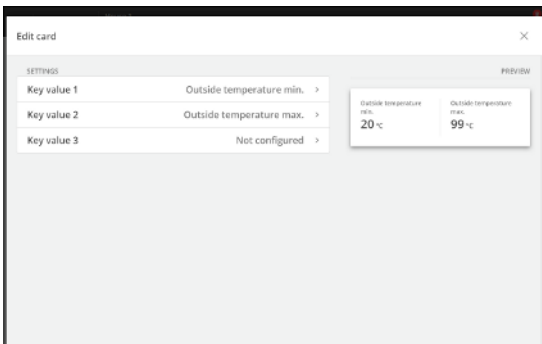 Edit card
SETTINGS
PREVIEW
Key value 1 Outside temperature min.
Key value 2 Outside temperature max.
Key value 3 Not configured
Outside temperature min.
20 °C
Outside temperature max.
99 °C